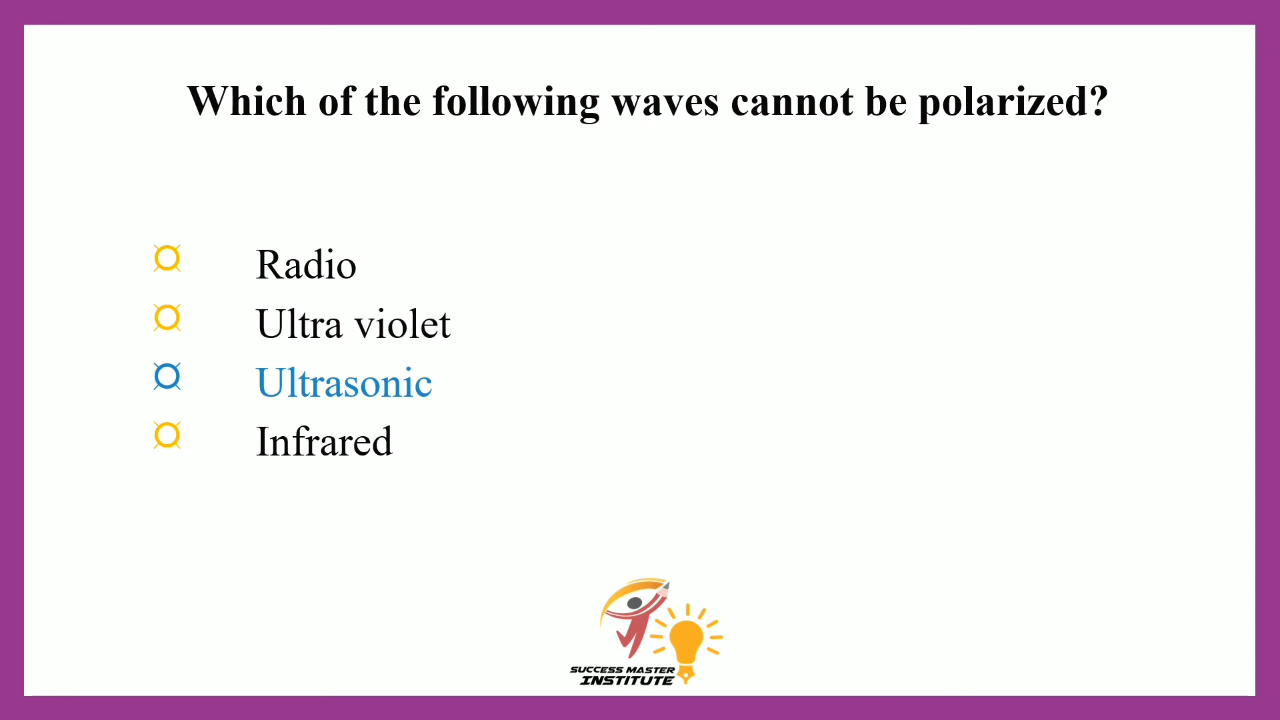 Which of the following waves cannot be polarized?
Radio
Ultra violet
Ultrasonic
Infrared
SUCCESS MASTER
INSTITUTE